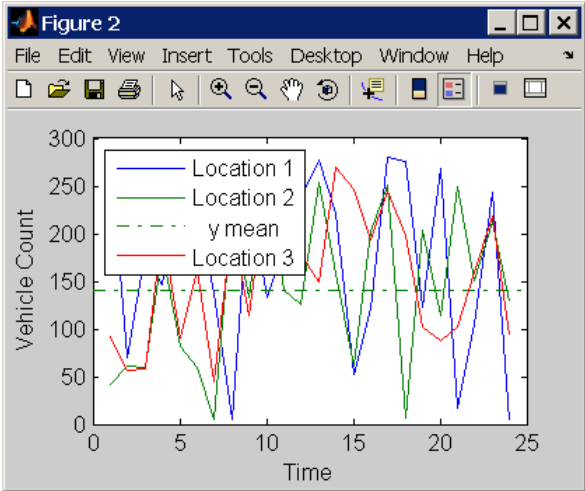 Figure 2
File Edit View Insert Tools Desktop Window Help
300
250
200
150
100
50
0
Vehicle Count
Location 1
Location 2
y mean
Location 3
0 5 10 15 20 25
Time